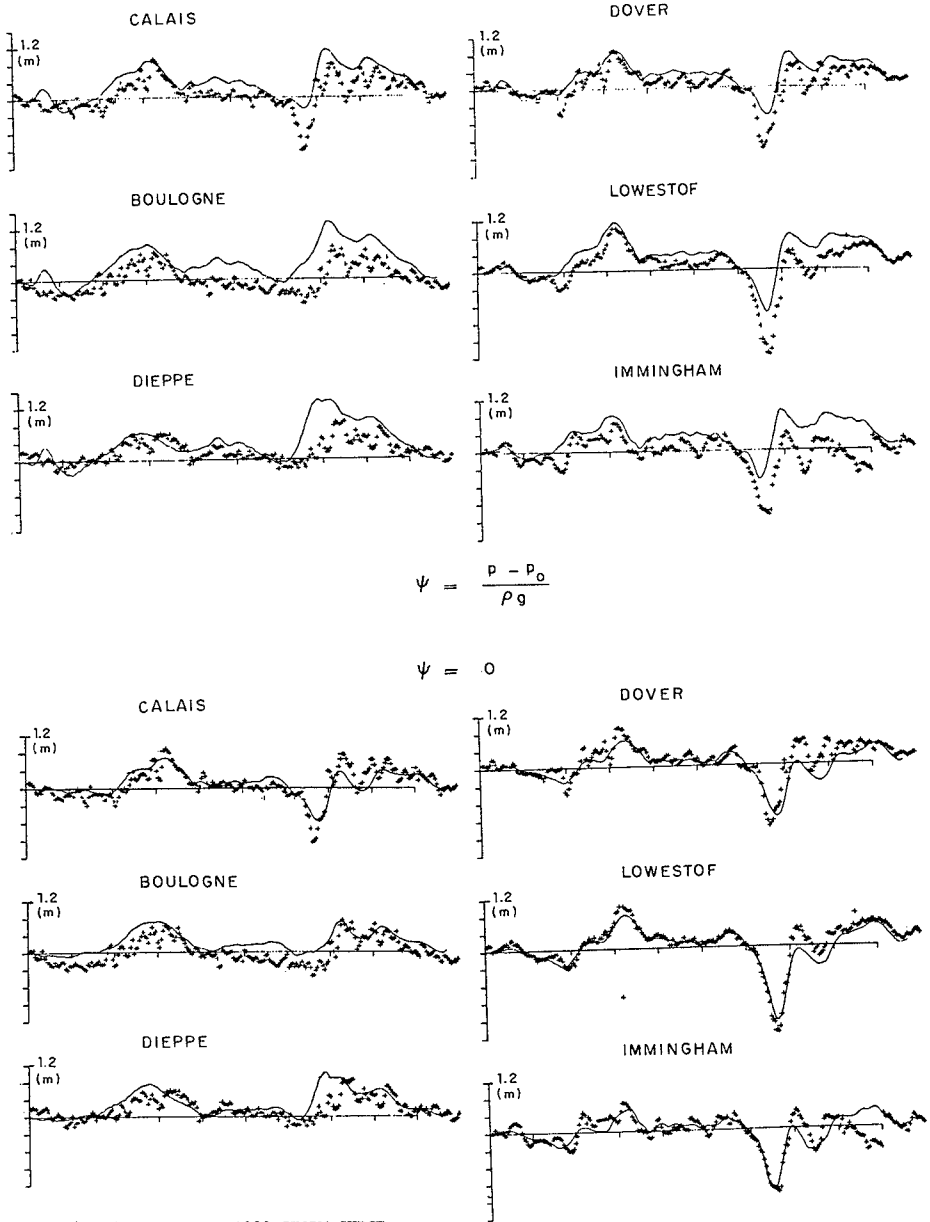 CALAIS
1.2
(m)
DOVER
1.2
(m)
BOULOGNE
1.2
(m)
LOWESTOF
1.2
(m)
DIEPPE
1.2
(m)
IMMINGHAM
1.2
(m)
ψ = p - p₀ / ρg
ψ = 0
CALAIS
1.2
(m)
DOVER
1.2
(m)
BOULOGNE
1.2
(m)
LOWESTOF
1.2
(m)
DIEPPE
1.2
(m)
IMMINGHAM
1.2
(m)